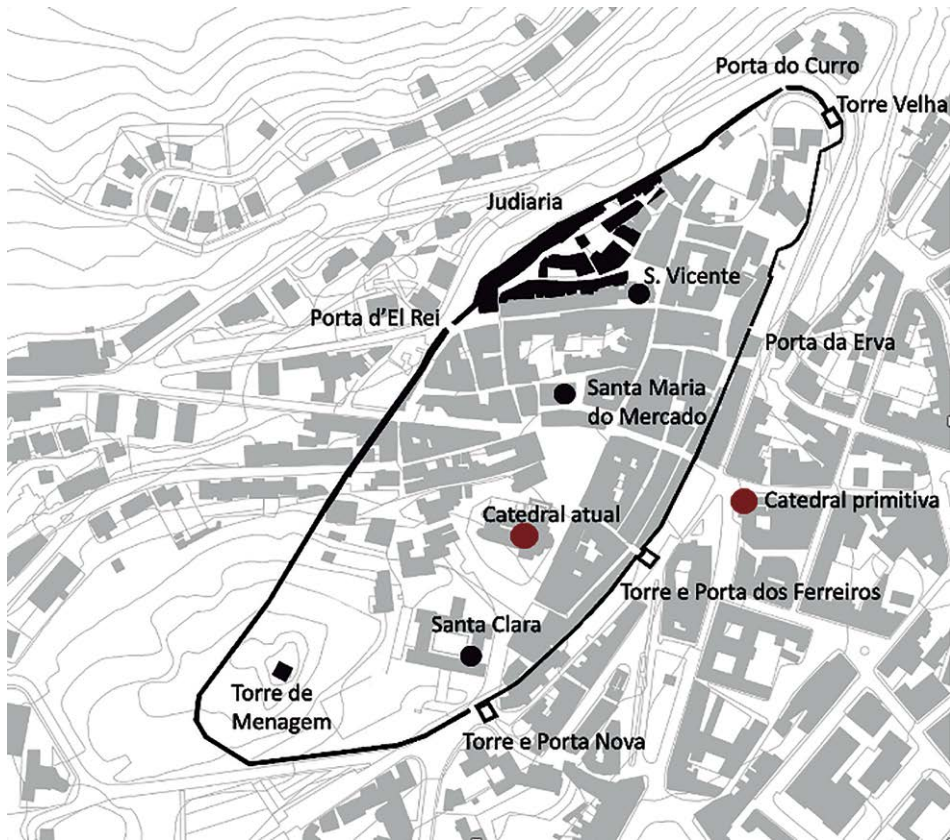 Porta do Curro
Torre Velha
Judiaria
S. Vicente
Porta d'El Rei
Porta da Erva
Santa Maria
do Mercado
Catedral primitiva
Catedral atual
Torre e Porta dos Ferreiros
Santa Clara
Torre de
Menagem
Torre e Porta Nova